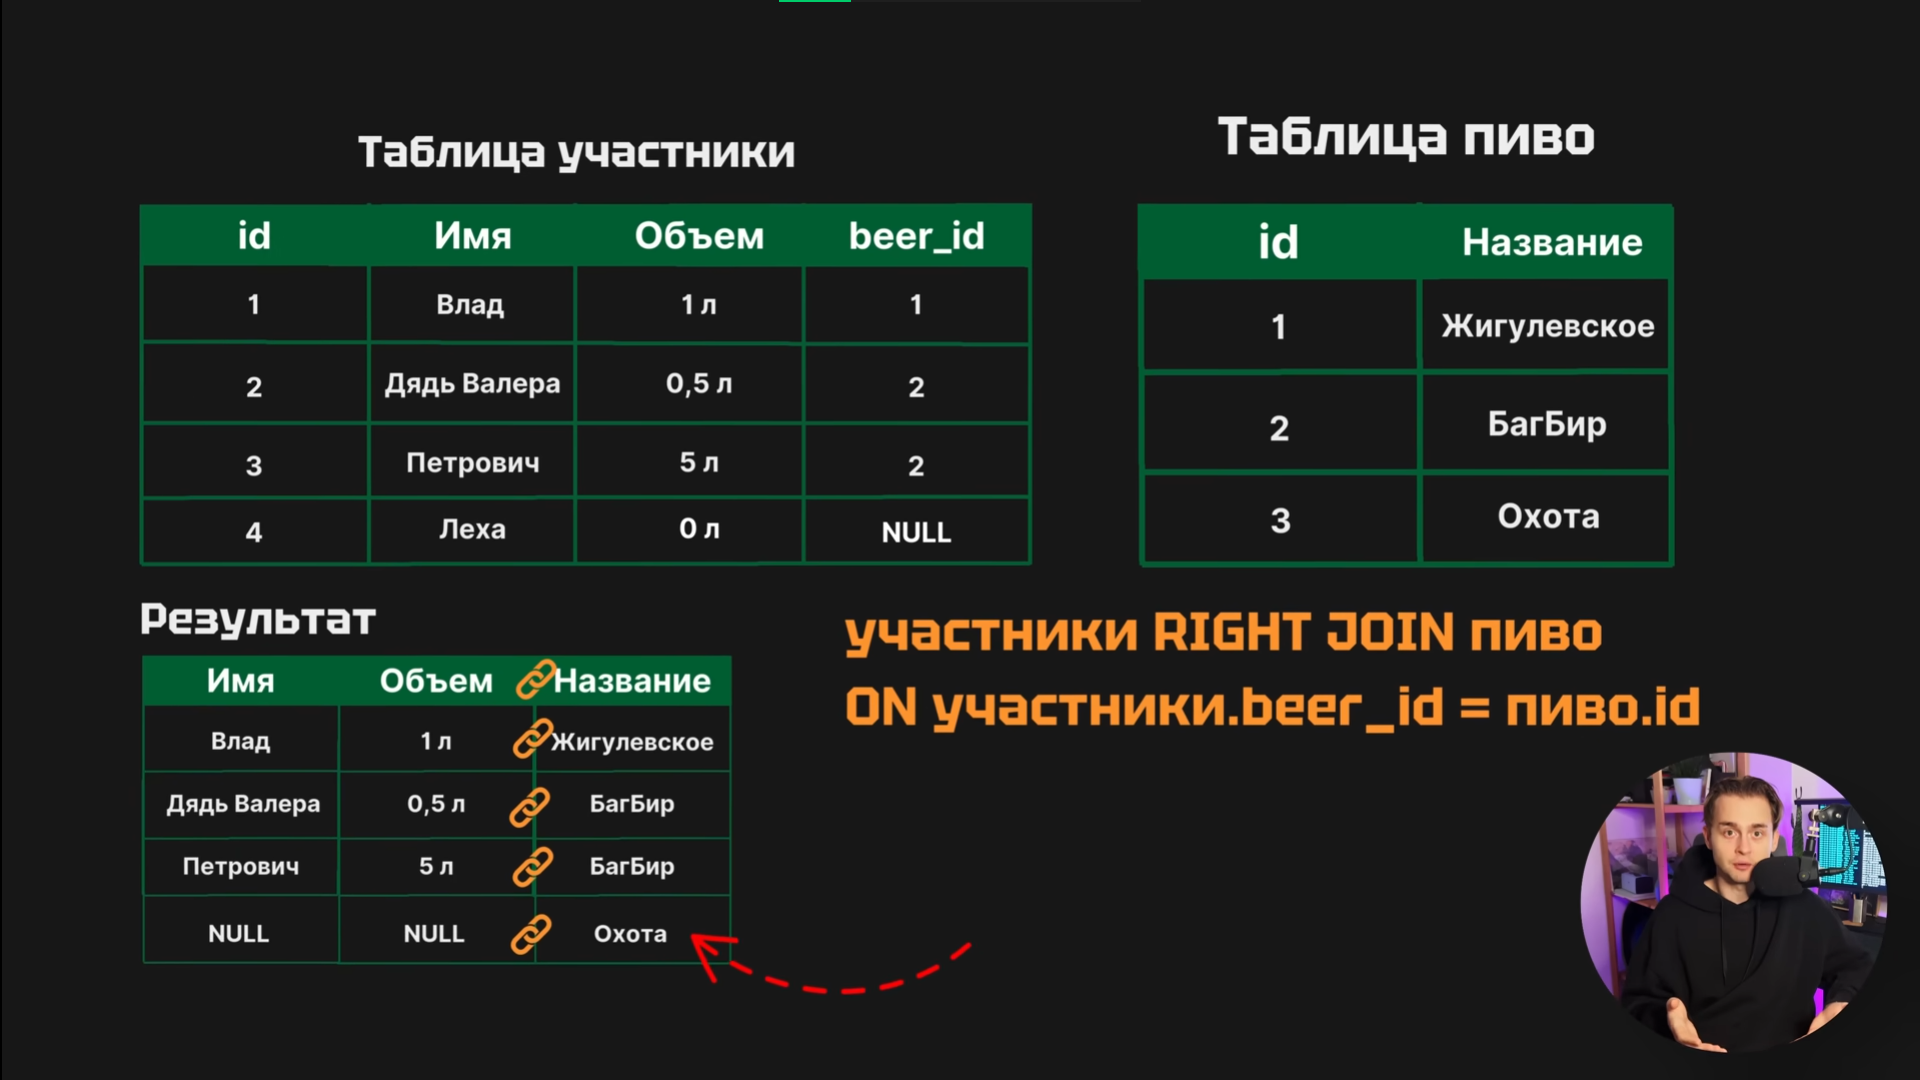 Таблица участники
id Имя Объем beer_id
1 Влад 1 л 1
2 Дядь Валера 0,5 л 2
3 Петрович 5 л 2
4 Леха 0 л NULL
Таблица пиво
id Название
1 Жигулевское
2 БагБир
3 Охота
Результат
Имя Объем Название
Влад 1 л Жигулевское
Дядь Валера 0,5 л БагБир
Петрович 5 л БагБир
NULL NULL Охота
участники RIGHT JOIN пиво
ON участники.beer_id = пиво.id